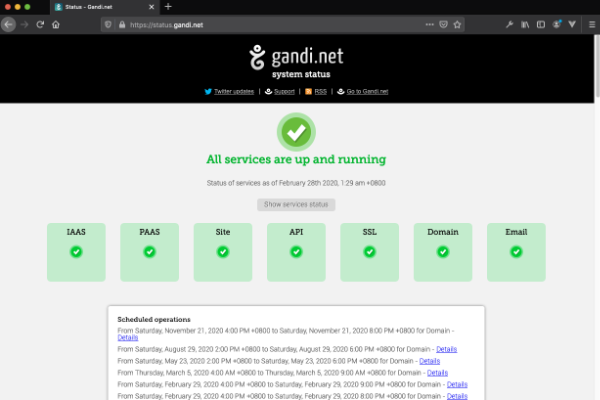 Status - Gandi.net
https://status.gandi.net
gandi.net
system status
Twitter updates | Support | RSS | Go to Gandi.net
All services are up and running
Status of services as of February 28th 2020, 1:29 am +0800
Show services status
IAAS PAAS Site API SSL Domain Email
Scheduled operations
From Saturday, November 21, 2020 4:00 PM +0800 to Saturday, November 21, 2020 8:00 PM +0800 for Domain -
Details
From Saturday, August 29, 2020 2:00 PM +0800 to Saturday, August 29, 2020 6:00 PM +0800 for Domain - Details
From Saturday, May 23, 2020 2:00 PM +0800 to Saturday, May 23, 2020 6:00 PM +0800 for Domain - Details
From Thursday, March 5, 2020 4:00 AM +0800 to Thursday, March 5, 2020 9:00 AM +0800 for Domain - Details
From Saturday, February 29, 2020 4:00 PM +0800 to Saturday, February 29, 2020 9:00 PM +0800 for Domain - Details
From Saturday, February 29, 2020 4:00 PM +0800 to Saturday, February 29, 2020 8:00 PM +0800 for Domain - Details